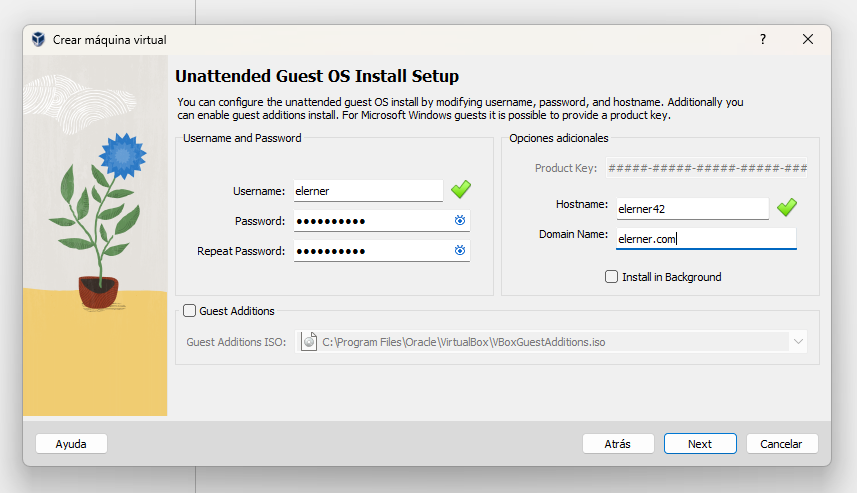 Crear máquina virtual
?
Unattended Guest OS Install Setup
You can configure the unattended guest OS install by modifying username, password, and hostname. Additionally you
can enable guest additions install. For Microsoft Windows guests it is possible to provide a product key.
Username and Password
Username: elerner
Password: ●●●●●●●●●●
Repeat Password: ●●●●●●●●●●
Opciones adicionales
Product Key: #####-#####-#####-#####-###
Hostname: elerner42
Domain Name: elerner.com
Install in Background
Guest Additions
Guest Additions ISO: C:\Program Files\Oracle\VirtualBox\VBoxGuestAdditions.iso
Ayuda
Atrás
Next
Cancelar